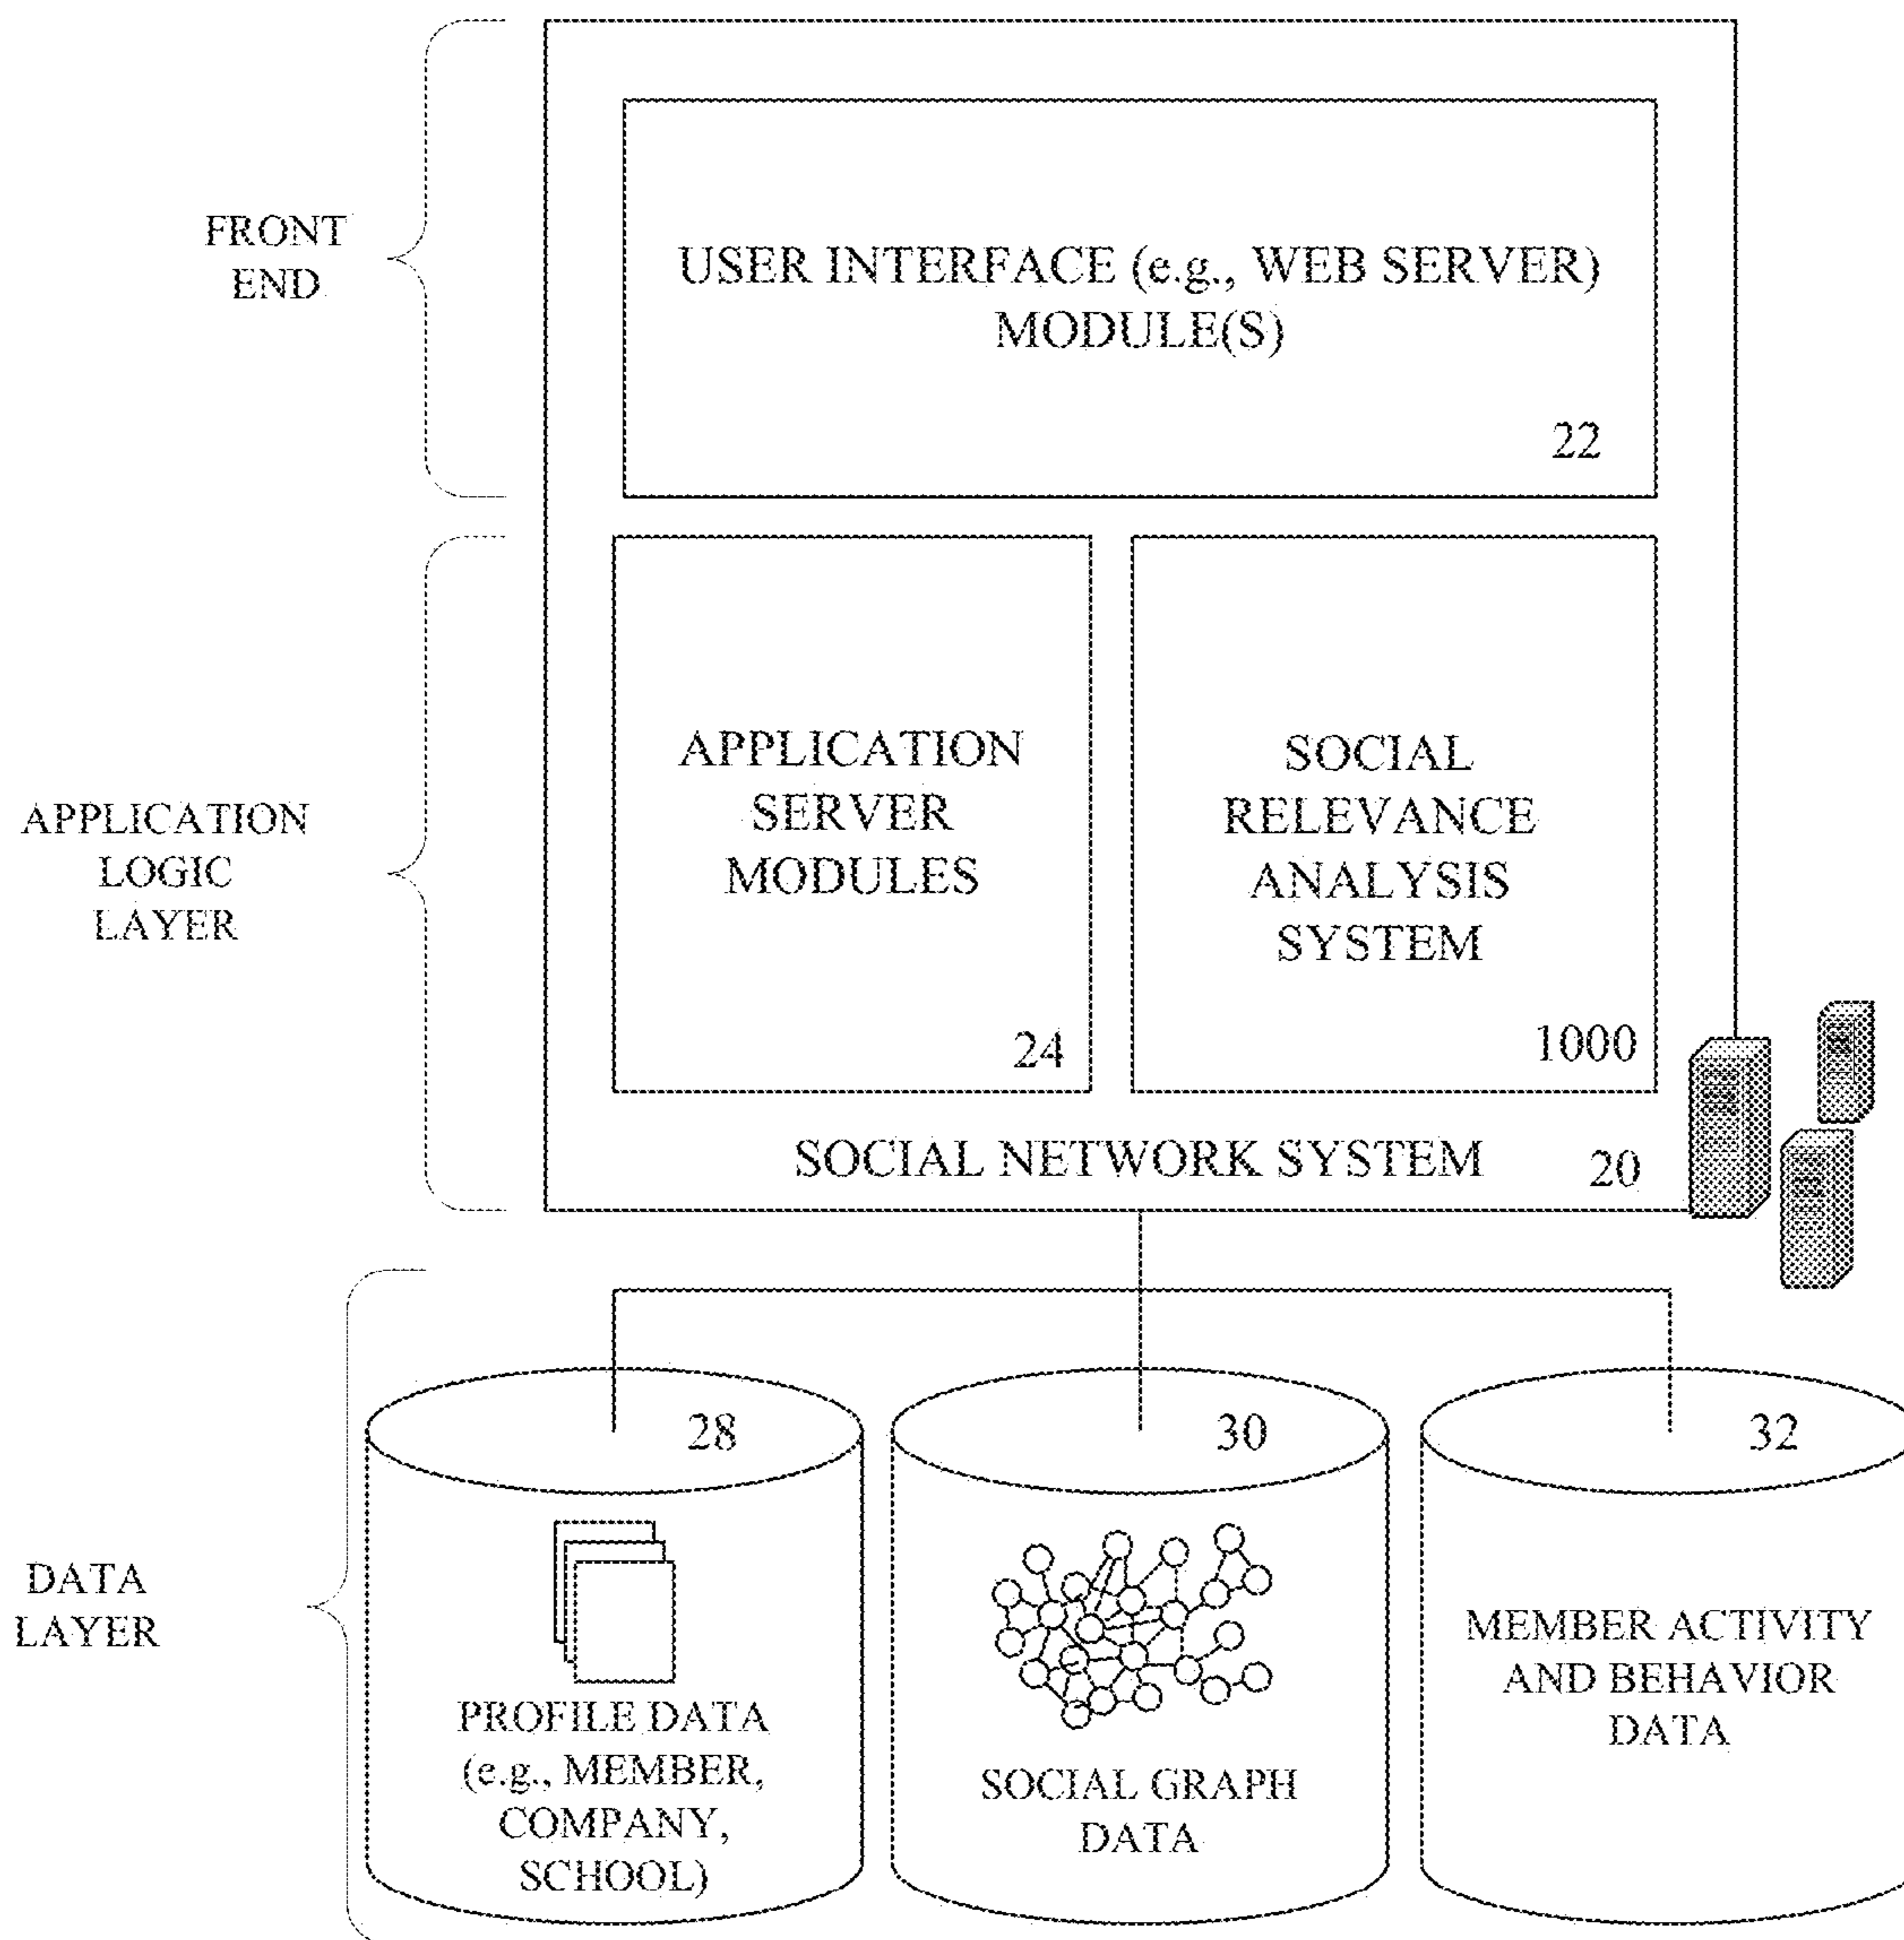 FRONT
END
USER INTERFACE (e.g., WEB SERVER)
MODULE(S)
22
APPLICATION
LOGIC
LAYER
APPLICATION
SERVER
MODULES
24
SOCIAL
RELEVANCE
ANALYSIS
SYSTEM
1000
SOCIAL NETWORK SYSTEM
20
DATA
LAYER
28
PROFILE DATA
(e.g., MEMBER,
COMPANY,
SCHOOL)
30
SOCIAL GRAPH
DATA
32
MEMBER ACTIVITY
AND BEHAVIOR
DATA